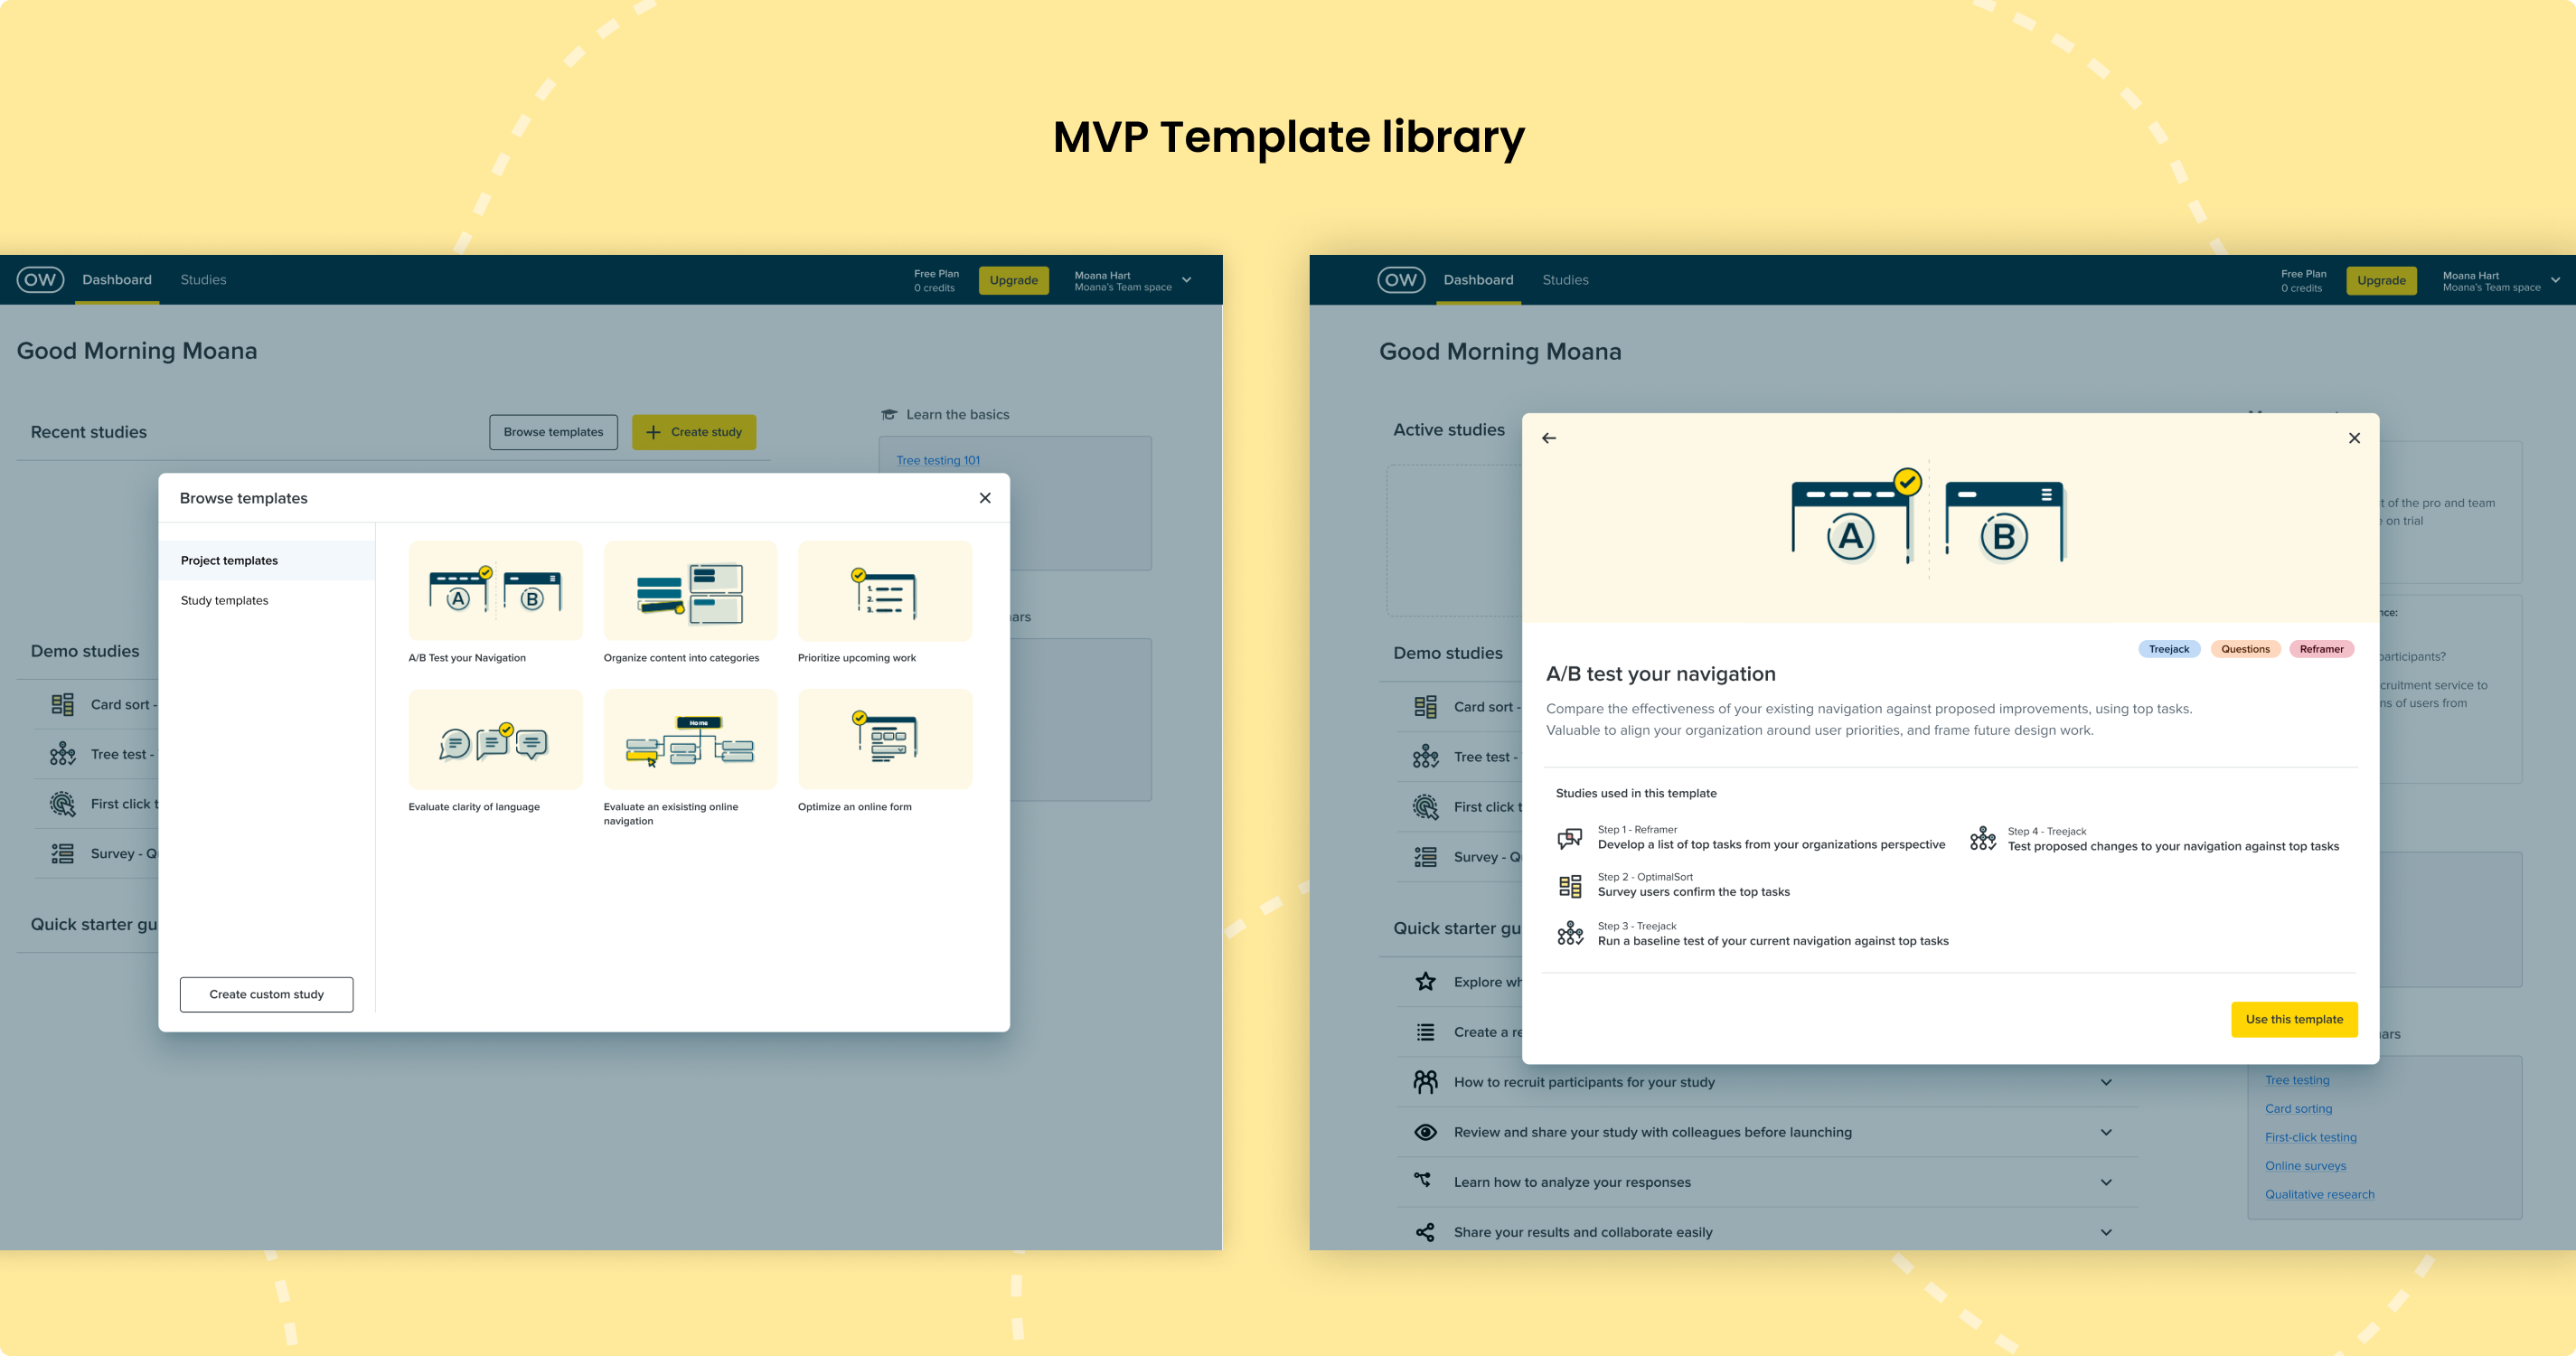 MVP Template library
OW
Dashboard
Studies
Free Plan
0 credits
Upgrade
Moana Hart
Moana's Team space
Good Morning Moana
Recent studies
Browse templates
Create study
Learn the basics
Tree testing 101
ars
Demo studies
Card sort -
Tree test -
First click t
Survey - Q
Quick starter gu
Browse templates
Project templates
Study templates
Create custom study
A
B
A/B Test your Navigation
Organize content into categories
1.
2.
3.
Prioritize upcoming work
Evaluate clarity of language
Home
Evaluate an exisisting online
navigation
Optimize an online form
OW
Dashboard
Studies
Free Plan
0 credits
Upgrade
Moana Hart
Moana's Team space
Good Morning Moana
Active studies
t of the pro and team
on trial
nce:
participants?
cruitment service to
ns of users from
Demo studies
Card sort -
Tree test -
First click t
Survey - Q
Quick starter gu
Explore wh
Create a re
How to recruit participants for your study
Review and share your study with colleagues before launching
Learn how to analyze your responses
Share your results and collaborate easily
ars
Tree testing
Card sorting
First-click testing
Online surveys
Qualitative research
A
B
Treejack
Questions
Reframer
A/B test your navigation
Compare the effectiveness of your existing navigation against proposed improvements, using top tasks.
Valuable to align your organization around user priorities, and frame future design work.
Studies used in this template
Step 1 - Reframer
Develop a list of top tasks from your organizations perspective
Step 2 - OptimalSort
Survey users confirm the top tasks
Step 3 - Treejack
Run a baseline test of your current navigation against top tasks
Step 4 - Treejack
Test proposed changes to your navigation against top tasks
Use this template